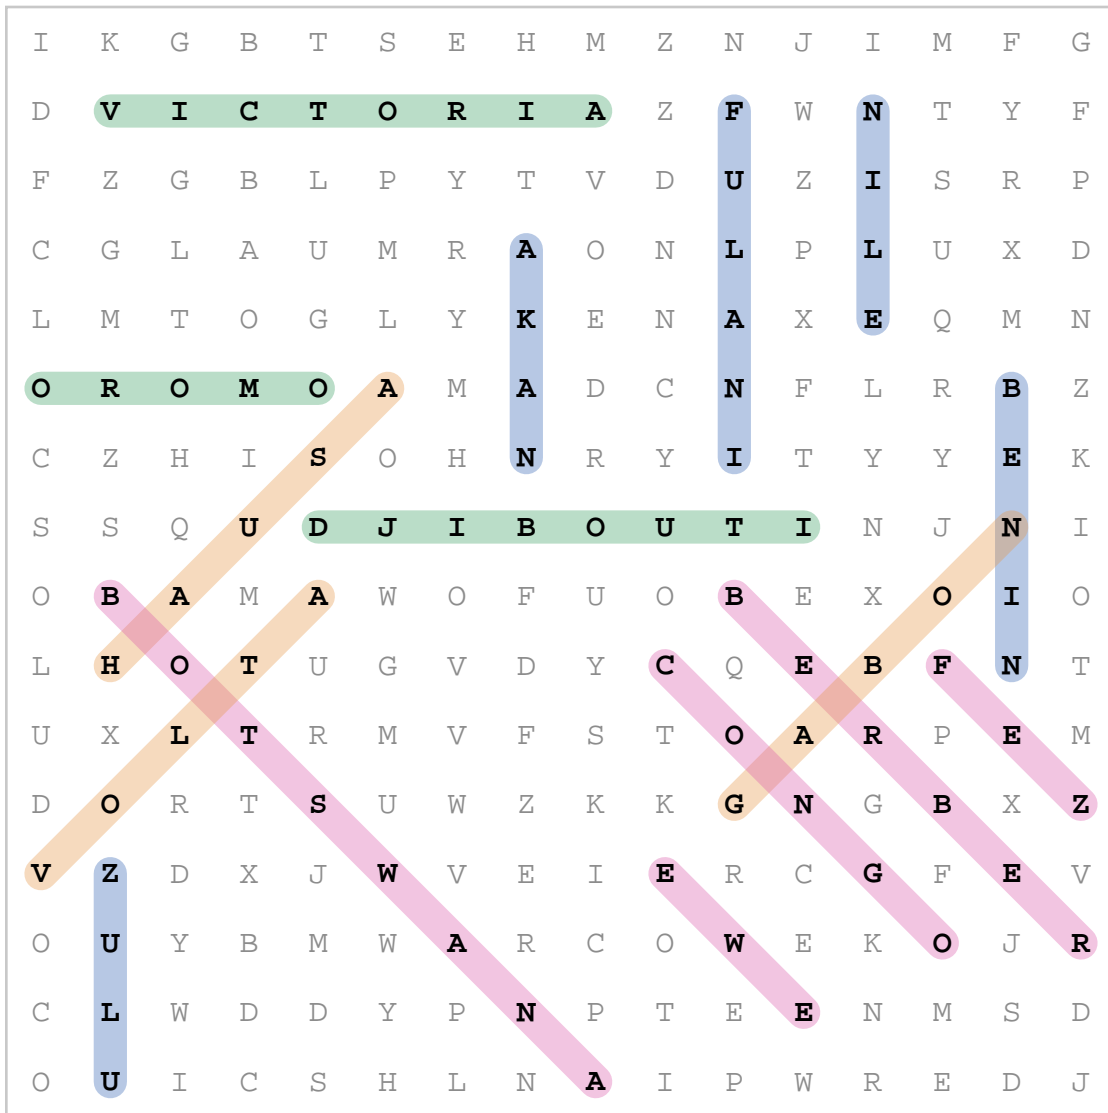 I K G B T S E H M Z N J I M F G
D V I C T O R I A Z F W N T Y F
F Z G B L P Y T V D U Z I S R P
C G L A U M R A O N L P L U X D
L M T O G L Y K E N A X E Q M N
O R O M O A M A D C N F L R B Z
C Z H I S O H N R Y I T Y Y E K
S S Q U D J I B O U T I N J N I
O B A M A W O F U O B E X O I O
L H O T U G V D Y C Q E B F N T
U X L T R M V F S T O A R P E M
D O R T S U W Z K K G N G B X Z
V Z D X J W V E I E R C G F E V
O U Y B M W A R C O W E K O J R
C L W D D Y P N P T E E N M S D
O U I C S H L N A I P W R E D J